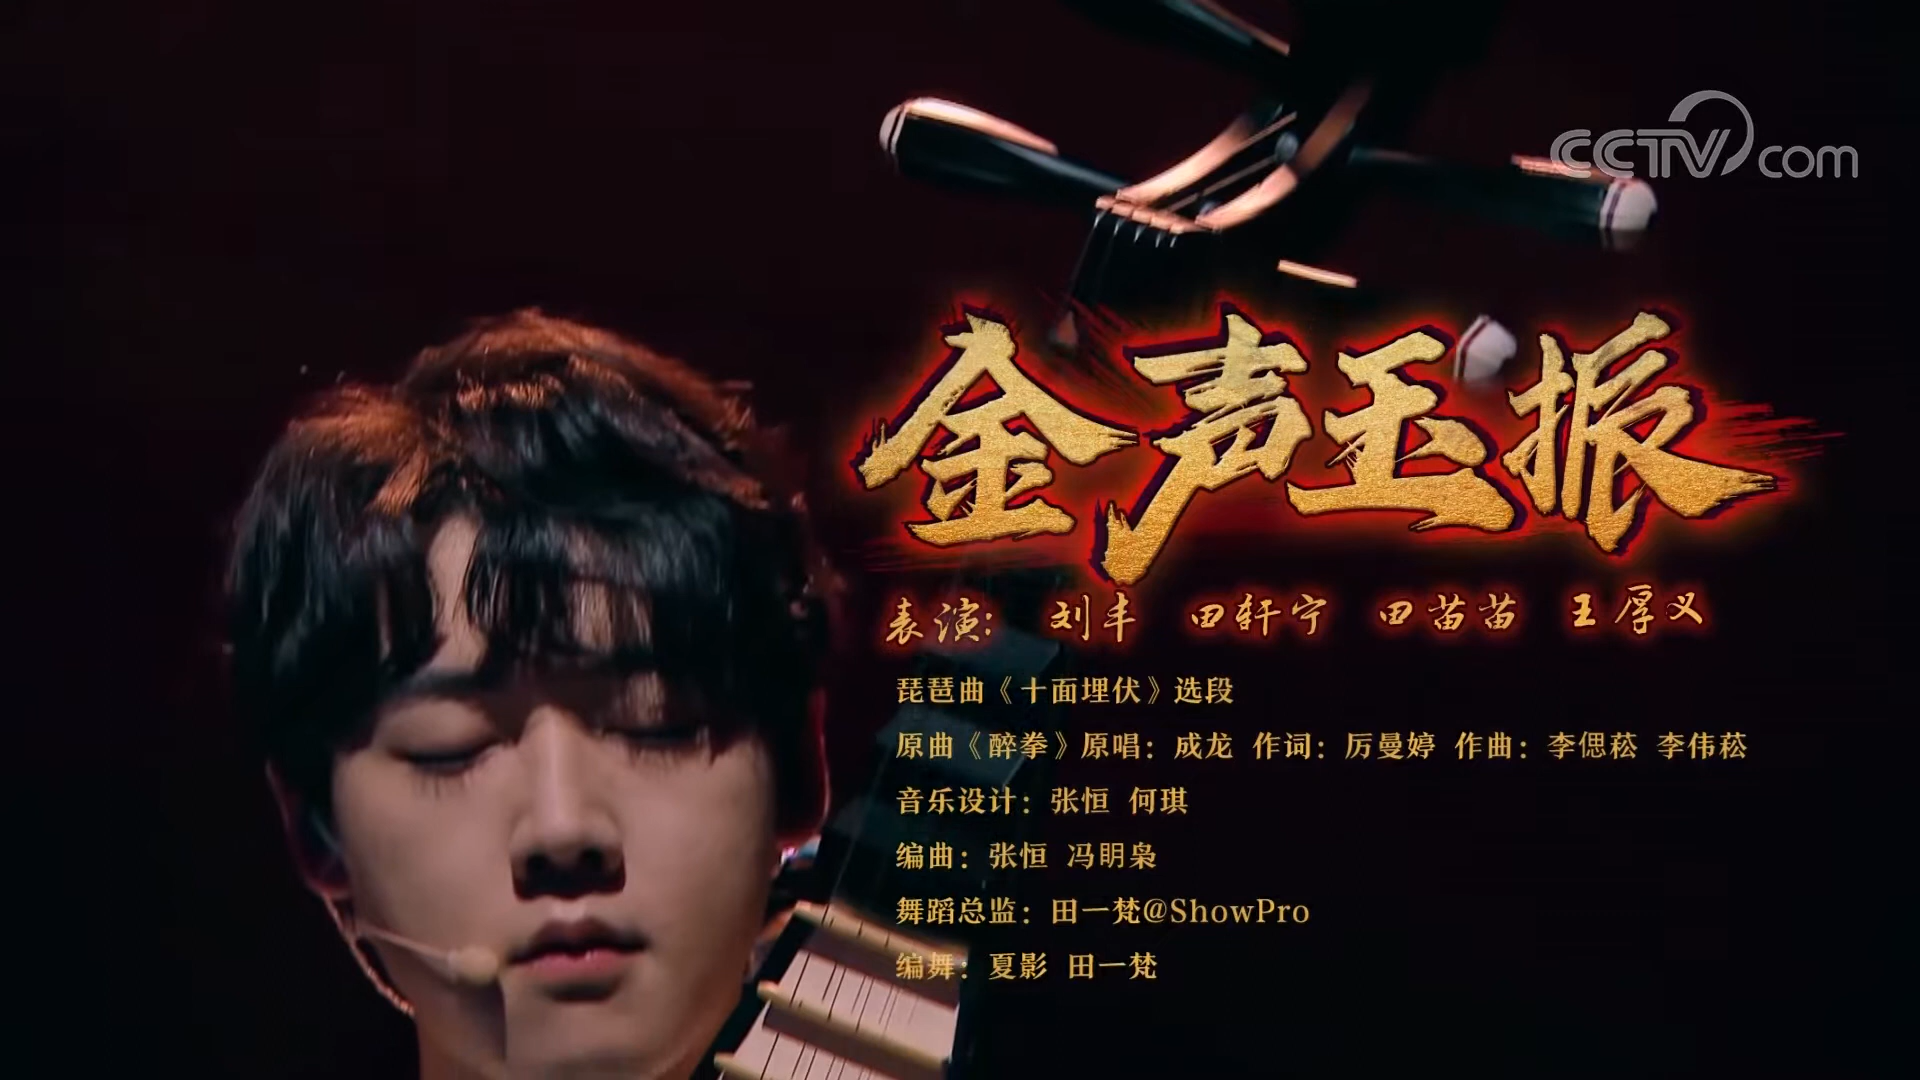 CCTV.com
金声玉振
表演: 刘丰 田轩宁 田苗苗 王厚义
琵琶曲《十面埋伏》选段
原曲《醉拳》原唱：成龙 作词：厉曼婷 作曲：李偲菘 李伟菘
音乐设计：张恒 何琪
编曲：张恒 冯明枭
舞蹈总监：田一梵@ShowPro
编舞：夏影 田一梵